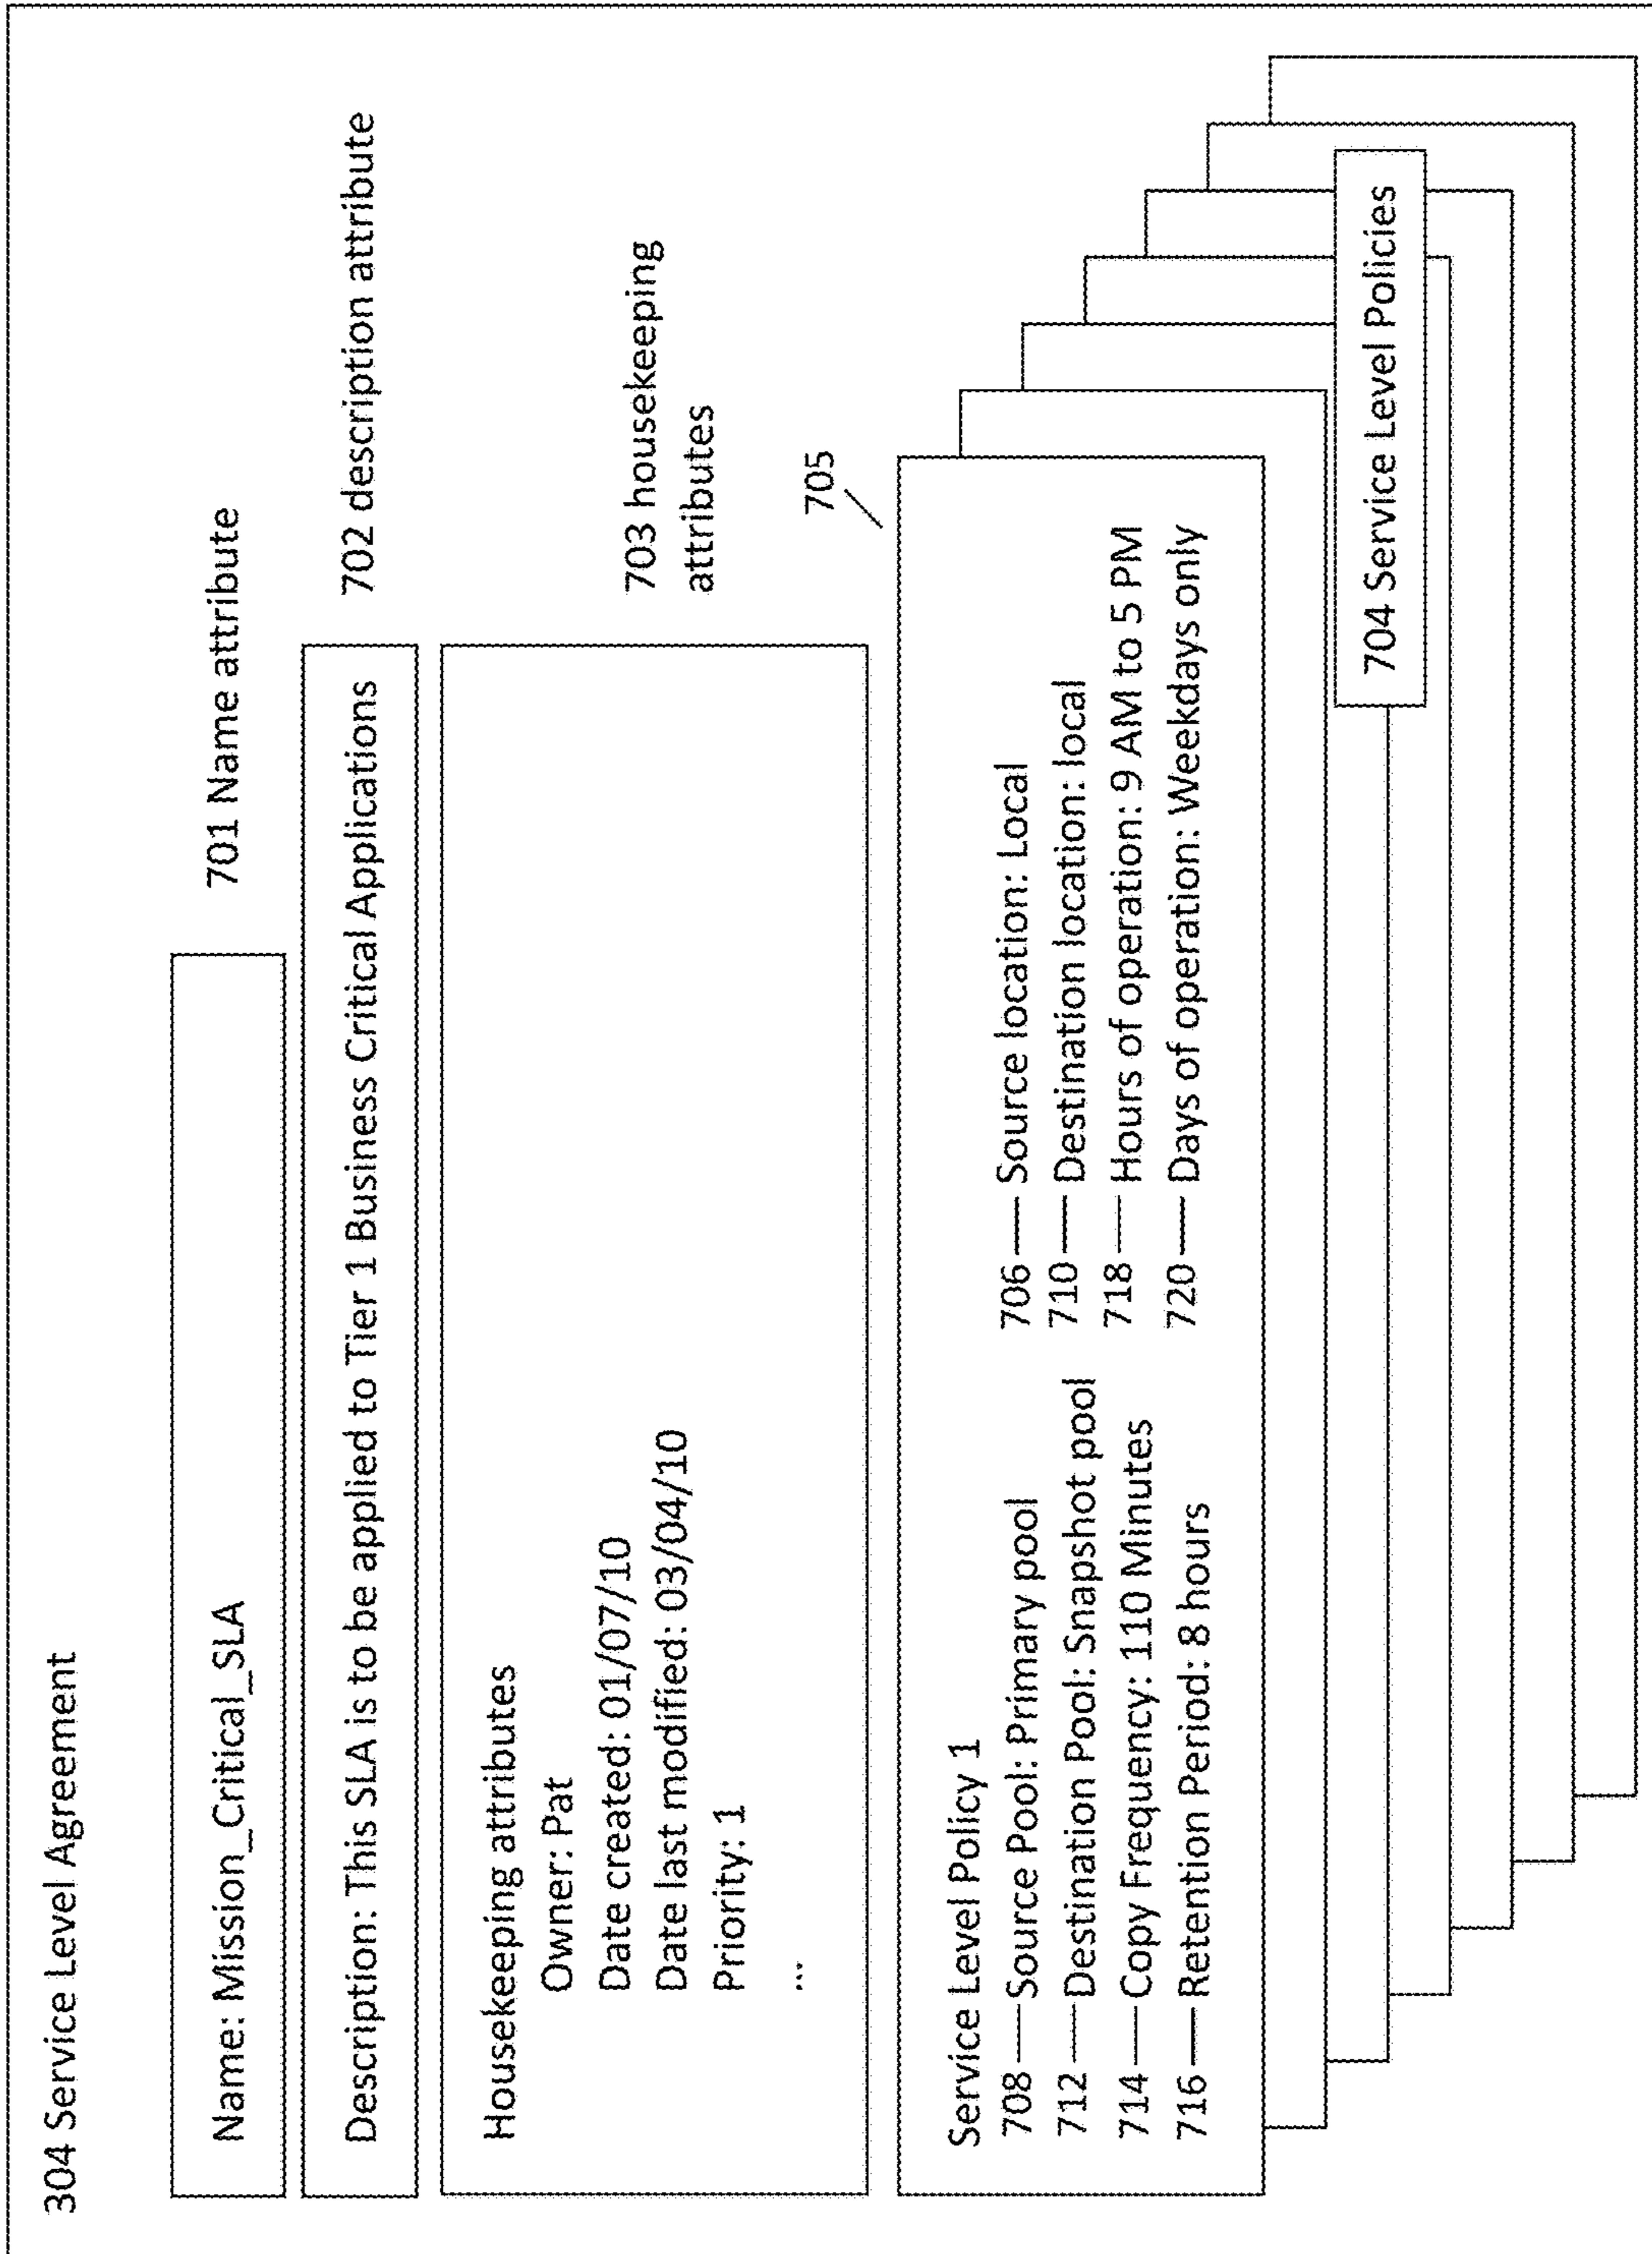 304 Service Level Agreement
Name: Mission_Critical_SLA
701 Name attribute
Description: This SLA is to be applied to Tier 1 Business Critical Applications
702 description attribute
Housekeeping attributes
Owner: Pat
Date created: 01/07/10
Date last modified: 03/04/10
Priority: 1
...
703 housekeeping
attributes
705
Service Level Policy 1
708 Source Pool: Primary pool
706 Source location: Local
712 Destination Pool: Snapshot pool
710 Destination location: local
714 Copy Frequency: 110 Minutes
718 Hours of operation: 9 AM to 5 PM
716 Retention Period: 8 hours
720 Days of operation: Weekdays only
704 Service Level Policies